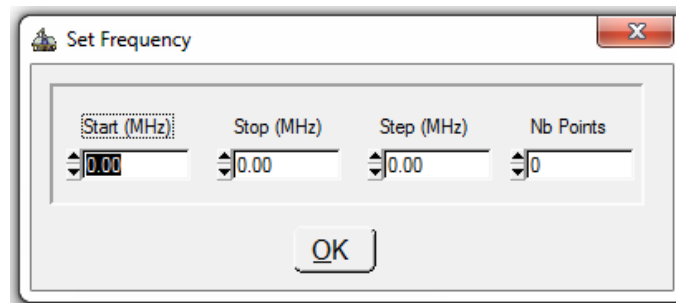 Set Frequency
Start (MHz) Stop (MHz) Step (MHz) Nb Points
0.00 0.00 0.00 0
OK